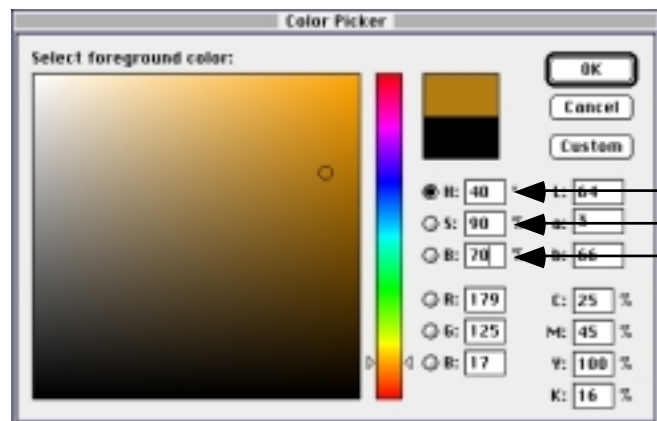 Color Picker
Select foreground color:
OK
Cancel
Custom
H: 40 ° L: 64
S: 90 % a: 3
B: 70 % b: 66
R: 179 C: 25 %
G: 125 M: 45 %
B: 17 Y: 100 %
K: 16 %